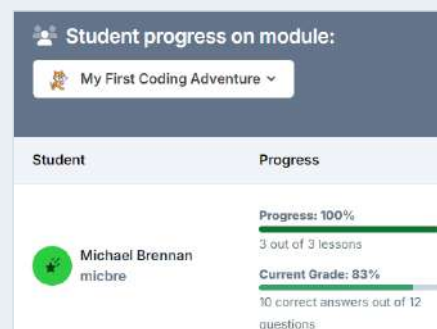 Student progress on module:
My First Coding Adventure
Student Progress
Progress: 100%
3 out of 3 lessons
Michael Brennan
micbre
Current Grade: 83%
10 correct answers out of 12
questions